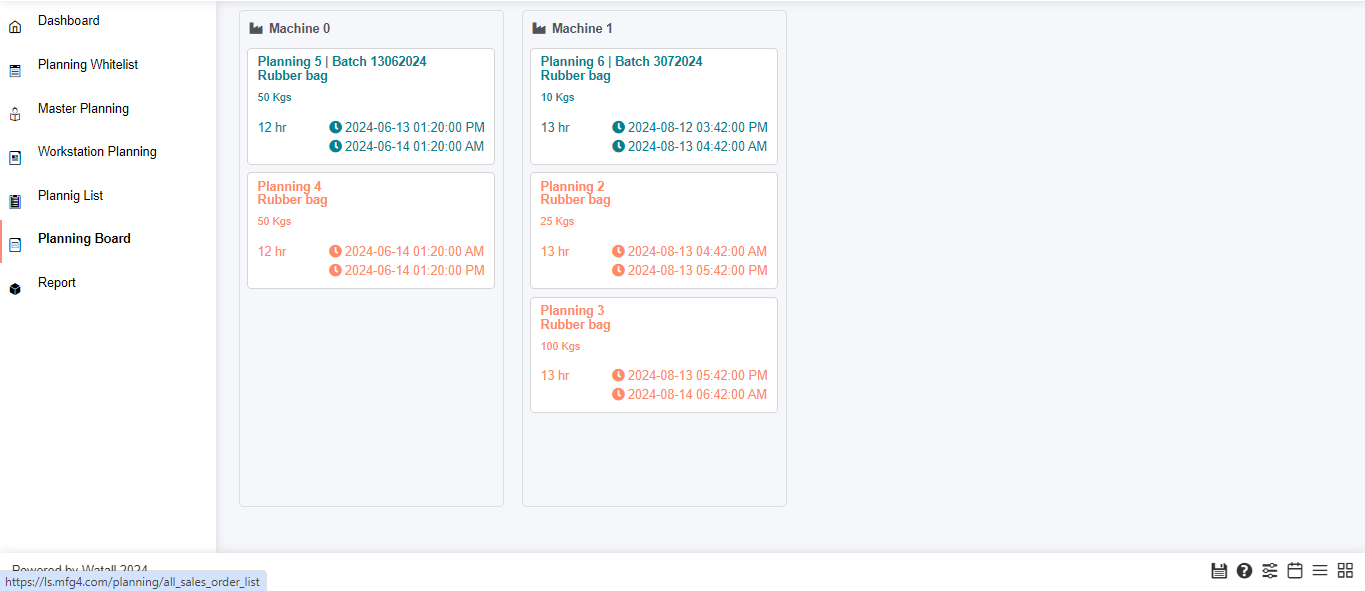 Dashboard
Planning Whitelist
Master Planning
Workstation Planning
Plannig List
Planning Board
Report
Machine 0
Planning 5 | Batch 13062024
Rubber bag
50 Kgs
12 hr 2024-06-13 01:20:00 PM
2024-06-14 01:20:00 AM
Planning 4
Rubber bag
50 Kgs
12 hr 2024-06-14 01:20:00 AM
2024-06-14 01:20:00 PM
Machine 1
Planning 6 | Batch 3072024
Rubber bag
10 Kgs
13 hr 2024-08-12 03:42:00 PM
2024-08-13 04:42:00 AM
Planning 2
Rubber bag
25 Kgs
13 hr 2024-08-13 04:42:00 AM
2024-08-13 05:42:00 PM
Planning 3
Rubber bag
100 Kgs
13 hr 2024-08-13 05:42:00 PM
2024-08-14 06:42:00 AM
Powered by Watall 2024
https://ls.mfg4.com/planning/all_sales_order_list